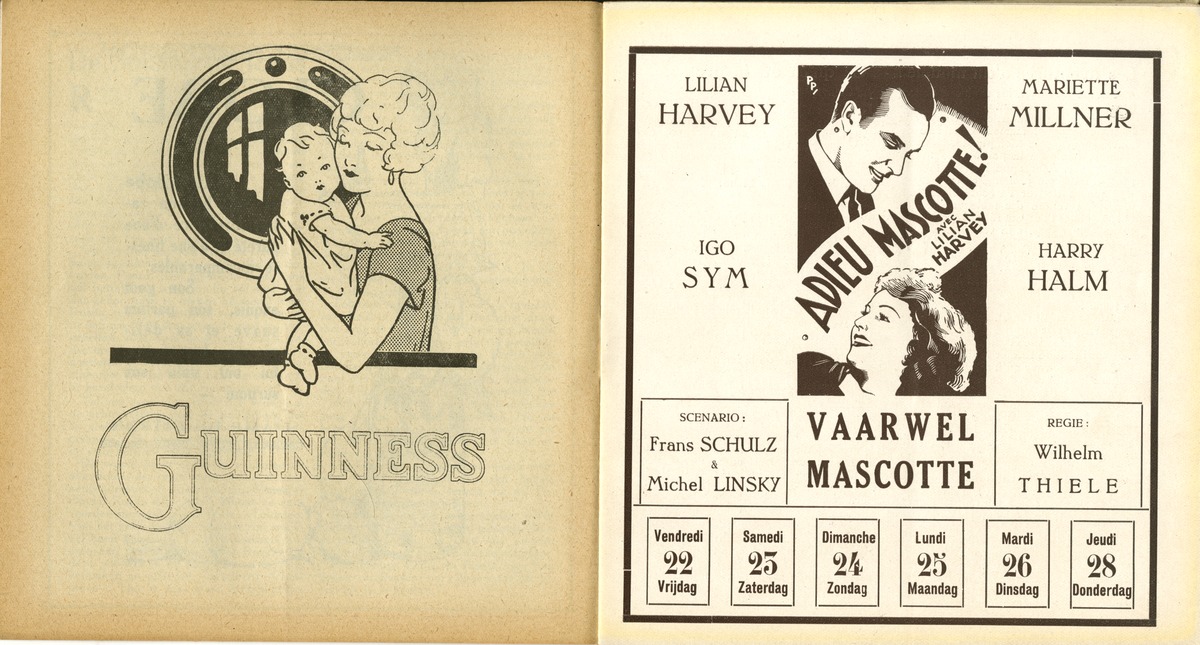 GUINNESS
LILIAN
HARVEY
MARIETTE
MILLNER
IGO
SYM
HARRY
HALM
PPI
ADIEU MASCOTTE!
AVEC
LILIAN
HARVEY
VAARWEL
MASCOTTE
SCENARIO:
Frans SCHULZ
&
Michel LINSKY
REGIE:
Wilhelm
THIELE
Vendredi
22
Vrijdag
Samedi
23
Zaterdag
Dimanche
24
Zondag
Lundi
25
Maandag
Mardi
26
Dinsdag
Jeudi
28
Donderdag